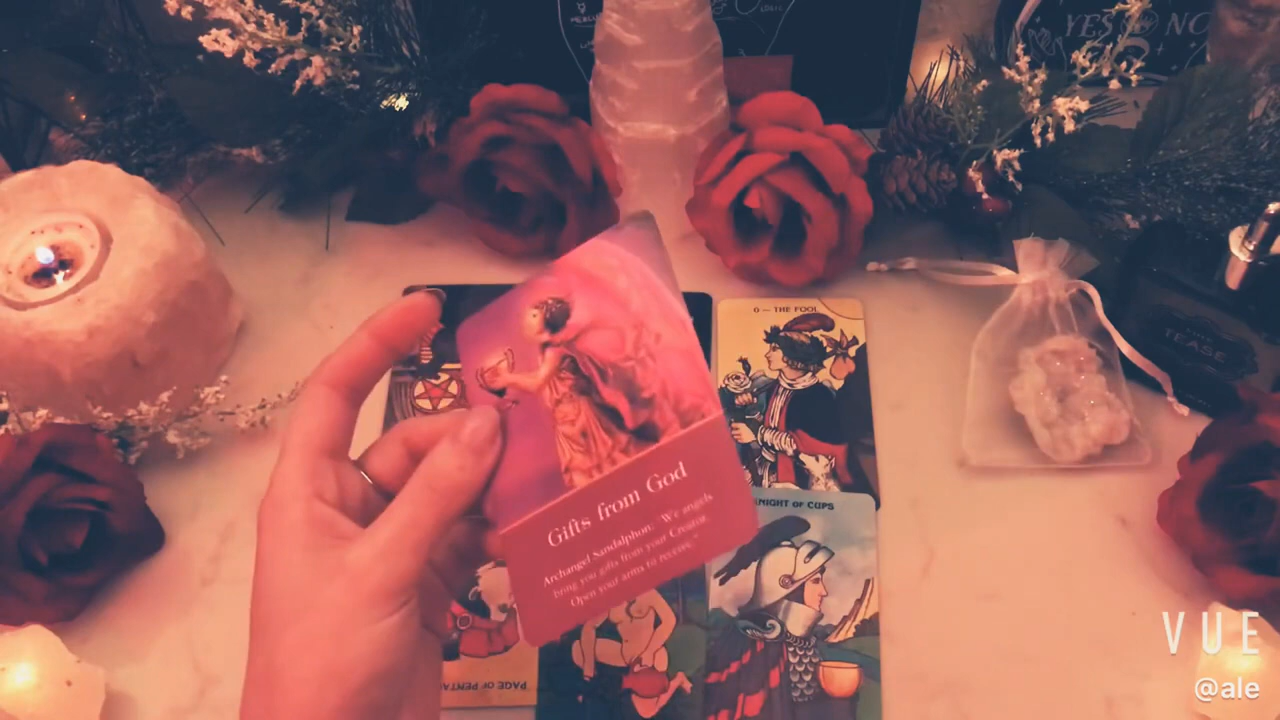 YES NO
TEASE
0 — THE FOOL
KNIGHT OF CUPS
Gifts from God
Archangel Sandalphon: "We angels
bring you gifts from your Creator.
Open your arms to receive."
PAGE OF
VUE
@ale